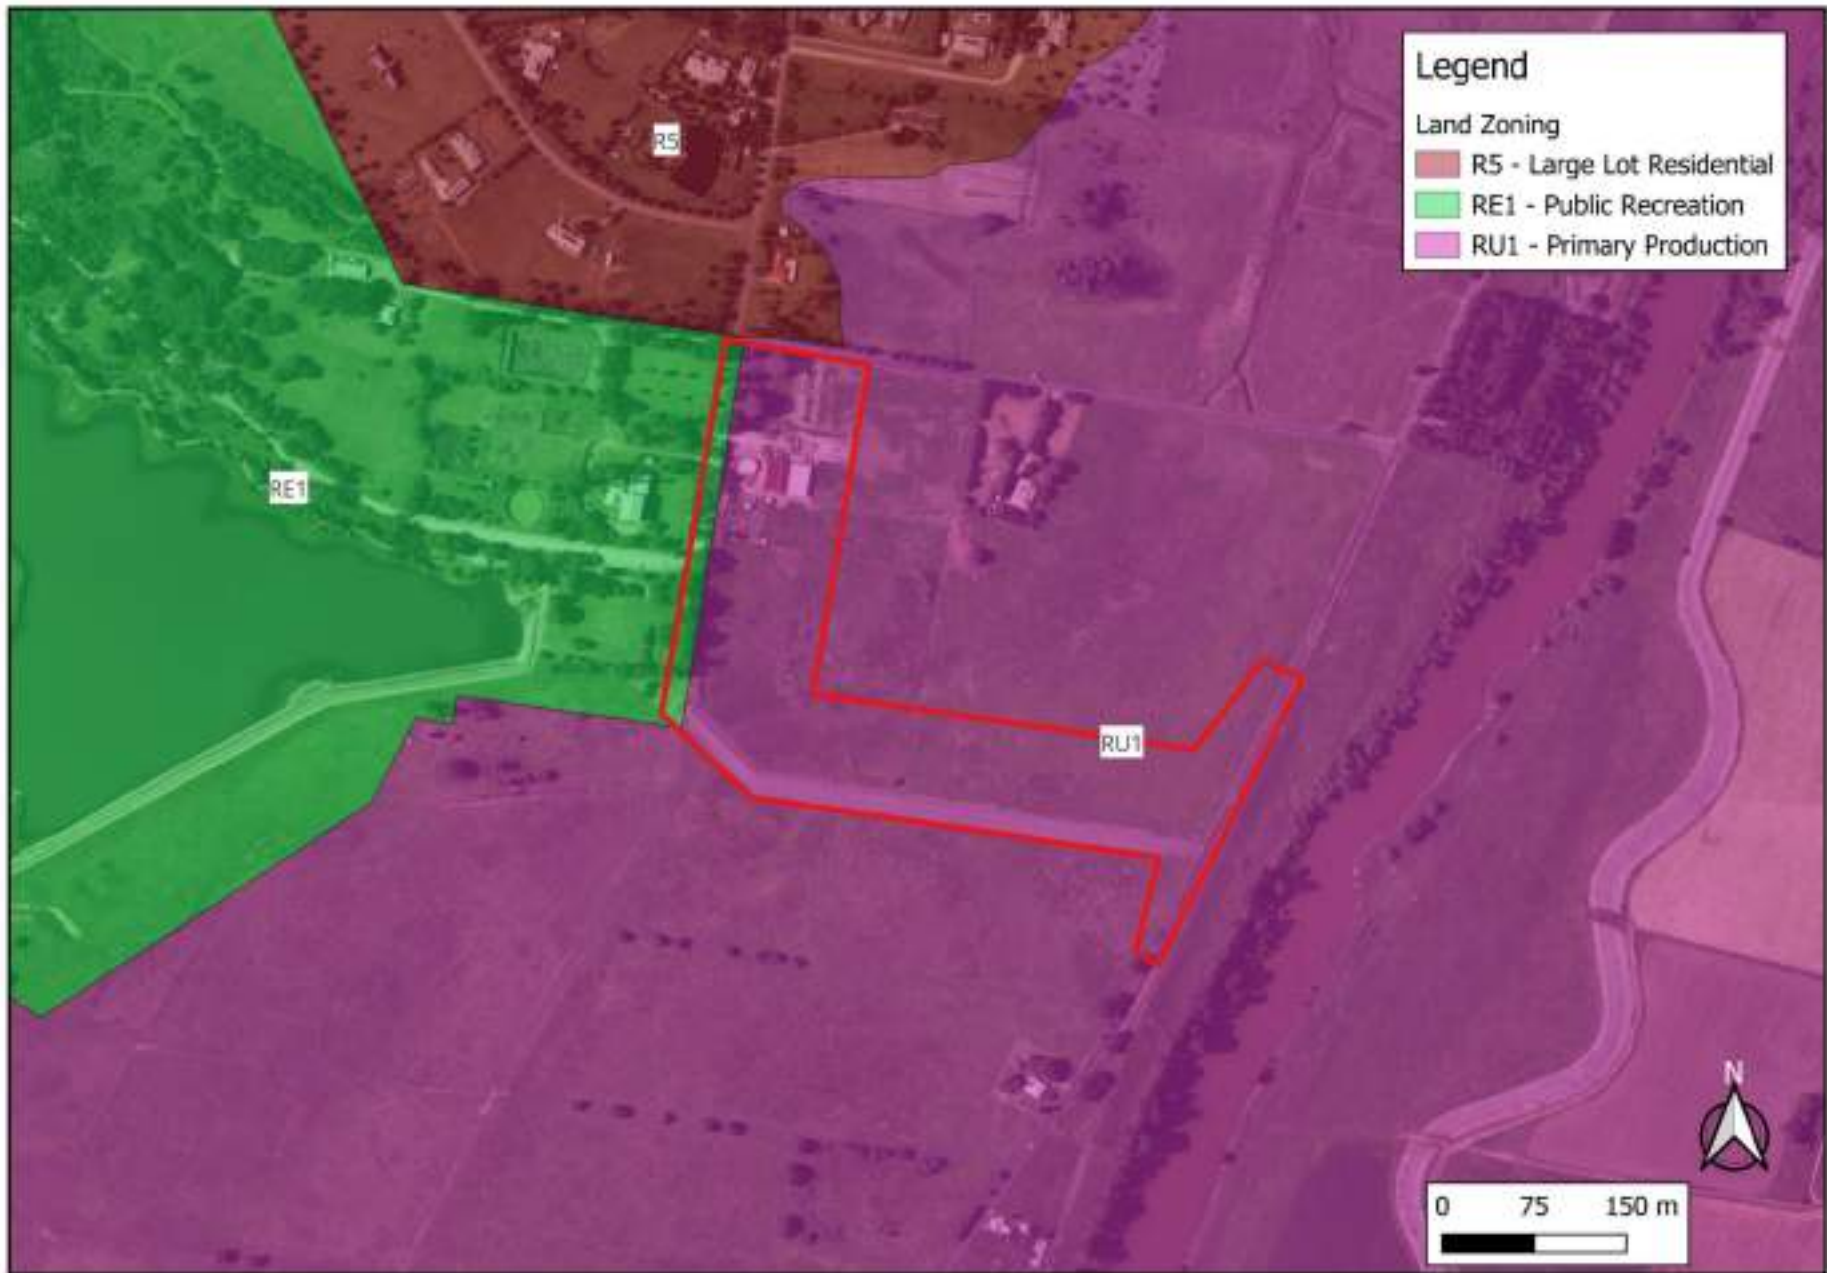 Legend
Land Zoning
R5 - Large Lot Residential
RE1 - Public Recreation
RU1 - Primary Production
R5
RE1
RU1
N
0 75 150 m